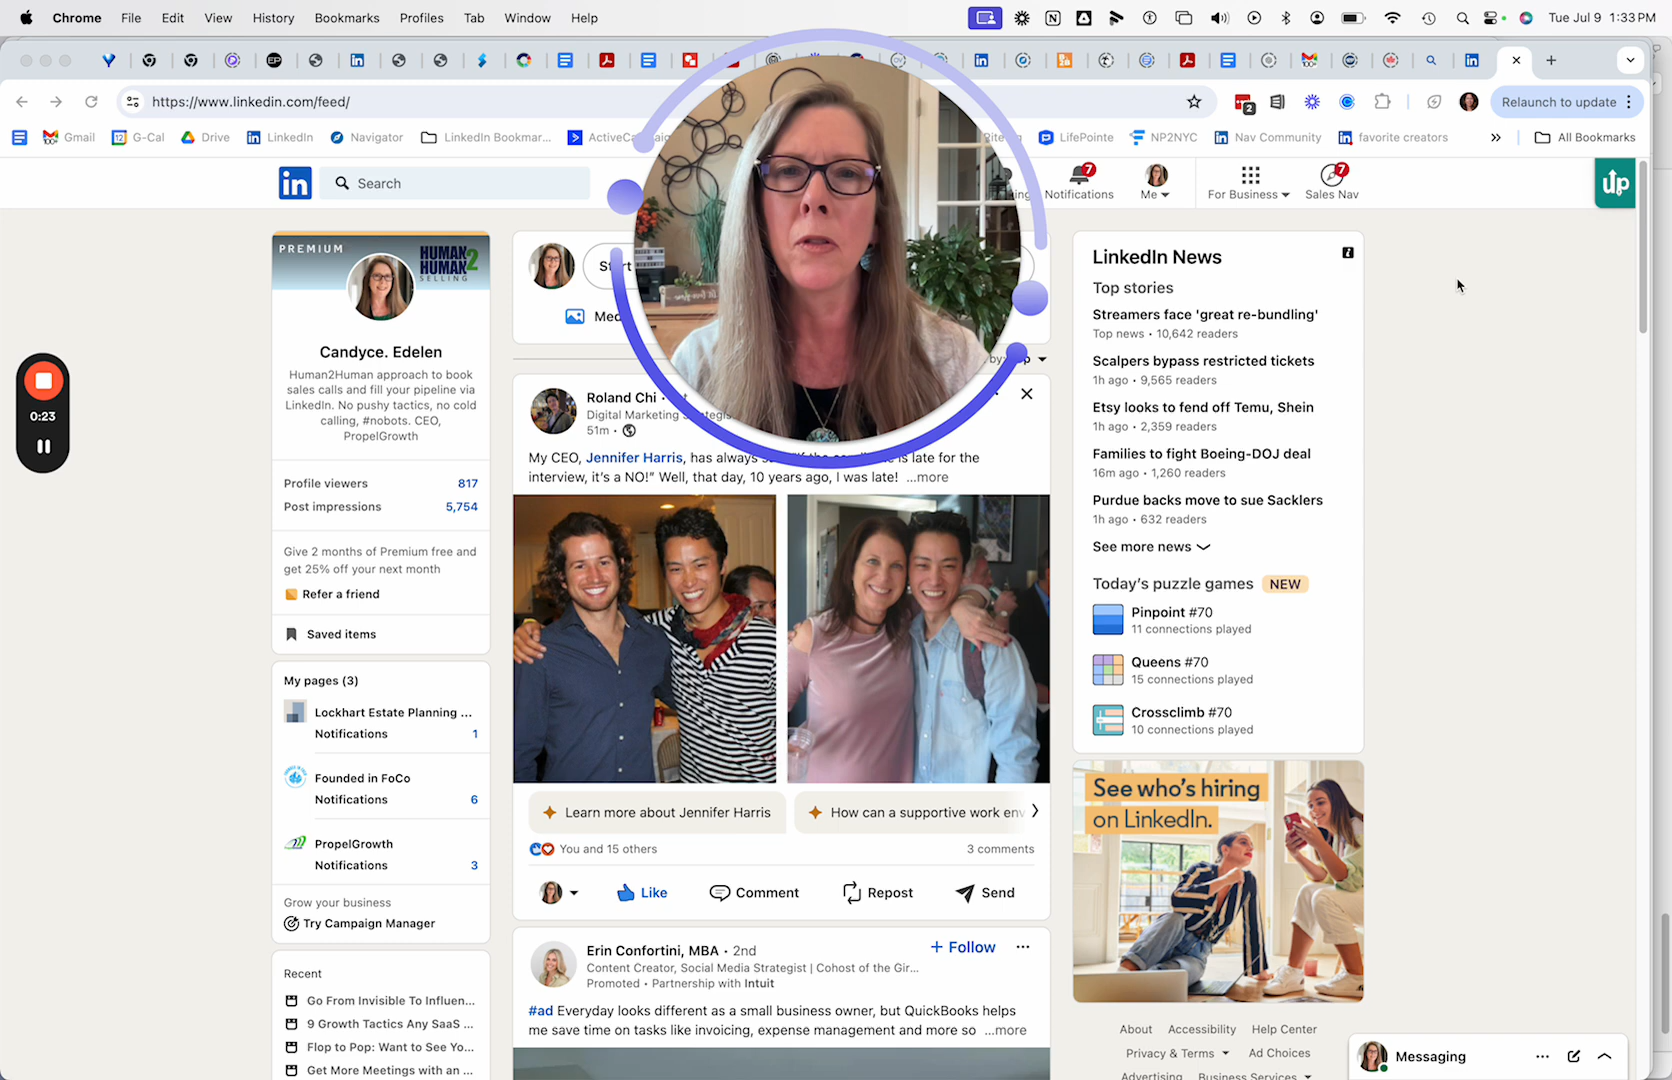 Chrome File Edit View History Bookmarks Profiles Tab Window Help
Tue Jul 9 1:33 PM
https://www.linkedin.com/feed/
2
Relaunch to update
Gmail
G-Cal
Drive
LinkedIn
Navigator
LinkedIn Bookmar...
LifePointe
NP2NYC
Nav Community
favorite creators
All Bookmarks
in
Search
7
Notifications
Me
For Business
7
Sales Nav
up
0:23
PREMIUM
HUMAN 2 HUMAN
SELLING
Candyce. Edelen
Human2Human approach to book
sales calls and fill your pipeline via
LinkedIn. No pushy tactics, no cold
calling, #nobots. CEO,
PropelGrowth
Profile viewers 817
Post impressions 5,754
Give 2 months of Premium free and
get 25% off your next month
Refer a friend
Saved items
My pages (3)
Lockhart Estate Planning ...
Notifications 1
Founded in FoCo
Notifications 6
PropelGrowth
Notifications 3
Grow your business
Try Campaign Manager
Recent
Go From Invisible To Influen...
9 Growth Tactics Any SaaS ...
Flop to Pop: Want to See Yo...
Get More Meetings with an ...
Roland Chi
Digital Marketing
51m •
My CEO, Jennifer Harris, has always is late for the
interview, it's a NO!" Well, that day, 10 years ago, I was late! ...more
Learn more about Jennifer Harris
How can a supportive work env
You and 15 others
3 comments
Like
Comment
Repost
Send
Erin Confortini, MBA • 2nd
+ Follow
Content Creator, Social Media Strategist | Cohost of the Gir...
Promoted • Partnership with Intuit
#ad Everyday looks different as a small business owner, but QuickBooks helps
me save time on tasks like invoicing, expense management and more so ...more
LinkedIn News
Top stories
Streamers face 'great re-bundling'
Top news • 10,642 readers
Scalpers bypass restricted tickets
1h ago • 9,565 readers
Etsy looks to fend off Temu, Shein
1h ago • 2,359 readers
Families to fight Boeing-DOJ deal
16m ago • 1,260 readers
Purdue backs move to sue Sacklers
1h ago • 632 readers
See more news
Today's puzzle games NEW
Pinpoint #70
11 connections played
Queens #70
15 connections played
Crossclimb #70
10 connections played
See who's hiring
on LinkedIn.
About Accessibility Help Center
Privacy & Terms Ad Choices
Advertising Business Services
Messaging